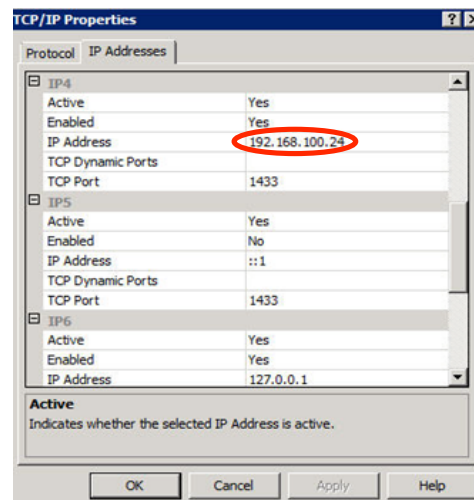 TCP/IP Properties
Protocol IP Addresses
IP4
Active Yes
Enabled Yes
IP Address 192.168.100.24
TCP Dynamic Ports
TCP Port 1433
IP5
Active Yes
Enabled No
IP Address ::1
TCP Dynamic Ports
TCP Port 1433
IP6
Active Yes
Enabled Yes
IP Address 127.0.0.1
Active
Indicates whether the selected IP Address is active.
OK Cancel Apply Help